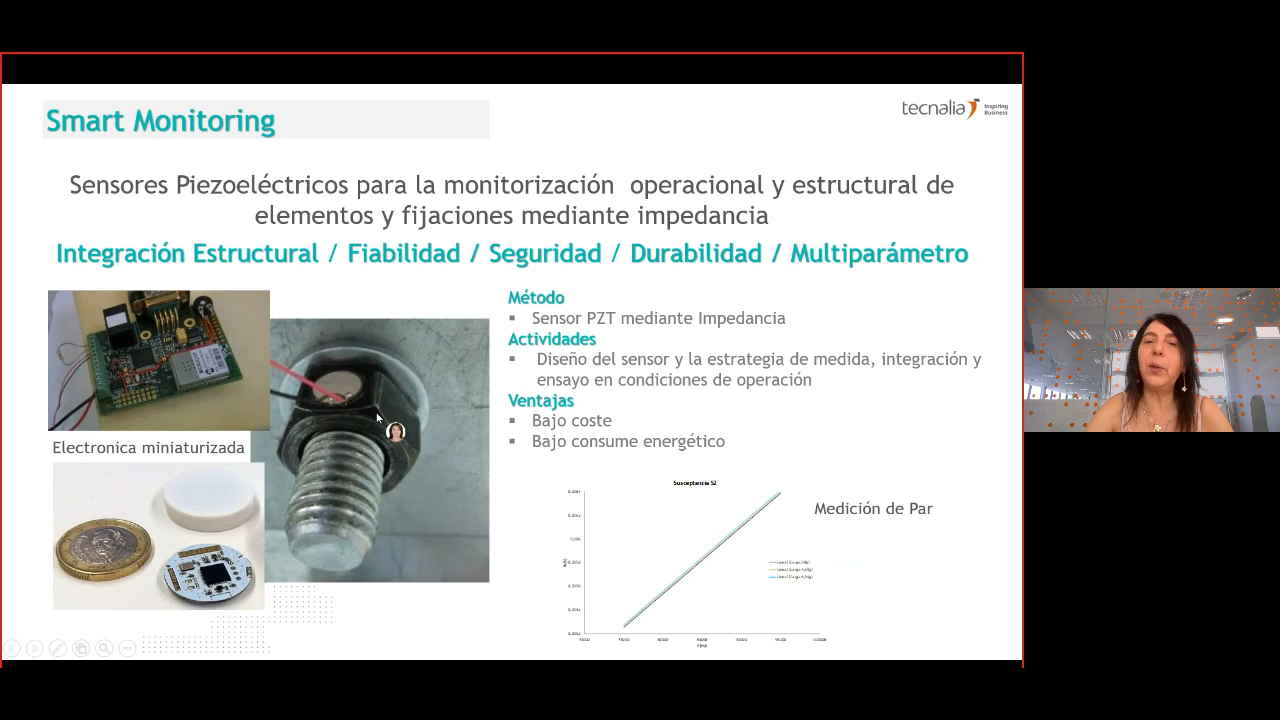 Smart Monitoring
tecnalia
Inspiring
Business
Sensores Piezoeléctricos para la monitorización operacional y estructural de
elementos y fijaciones mediante impedancia
Integración Estructural / Fiabilidad / Seguridad / Durabilidad / Multiparámetro
Método
▪ Sensor PZT mediante Impedancia
Actividades
▪ Diseño del sensor y la estrategia de medida, integración y
ensayo en condiciones de operación
Ventajas
▪ Bajo coste
▪ Bajo consume energético
Electronica miniaturizada
Susceptancia S2
Medición de Par